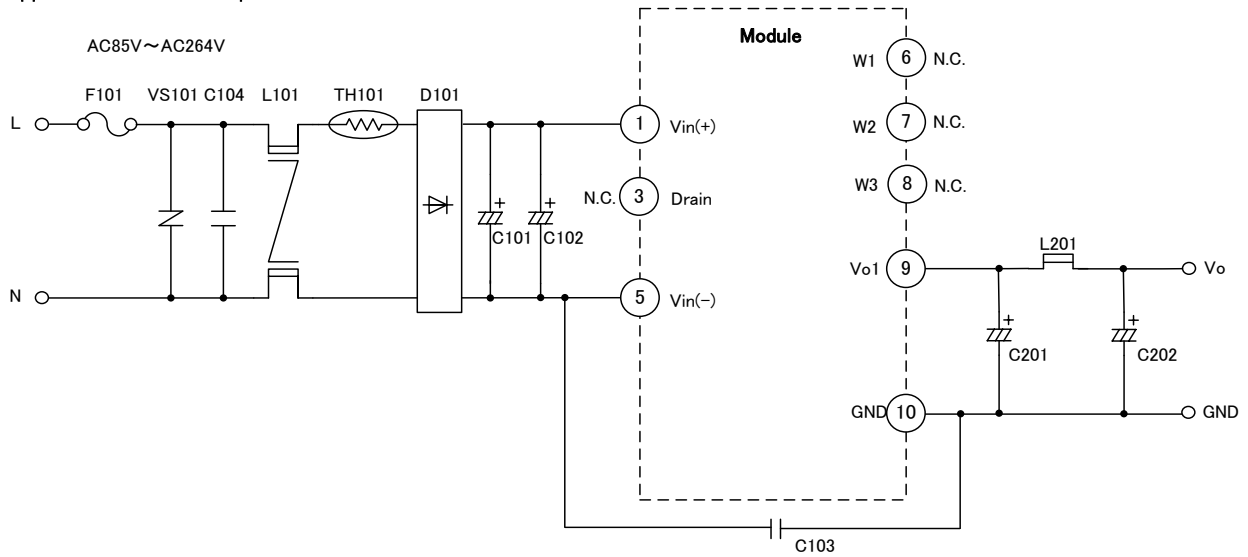 AC85V～AC264V
Module
F101 VS101 C104 L101 TH101 D101
L
N
C101
C102
1 Vin(+)
N.C. 3 Drain
5 Vin(-)
W1 6 N.C.
W2 7 N.C.
W3 8 N.C.
Vo1 9
L201
Vo
C201
C202
GND 10
GND
C103
+
+
+
+